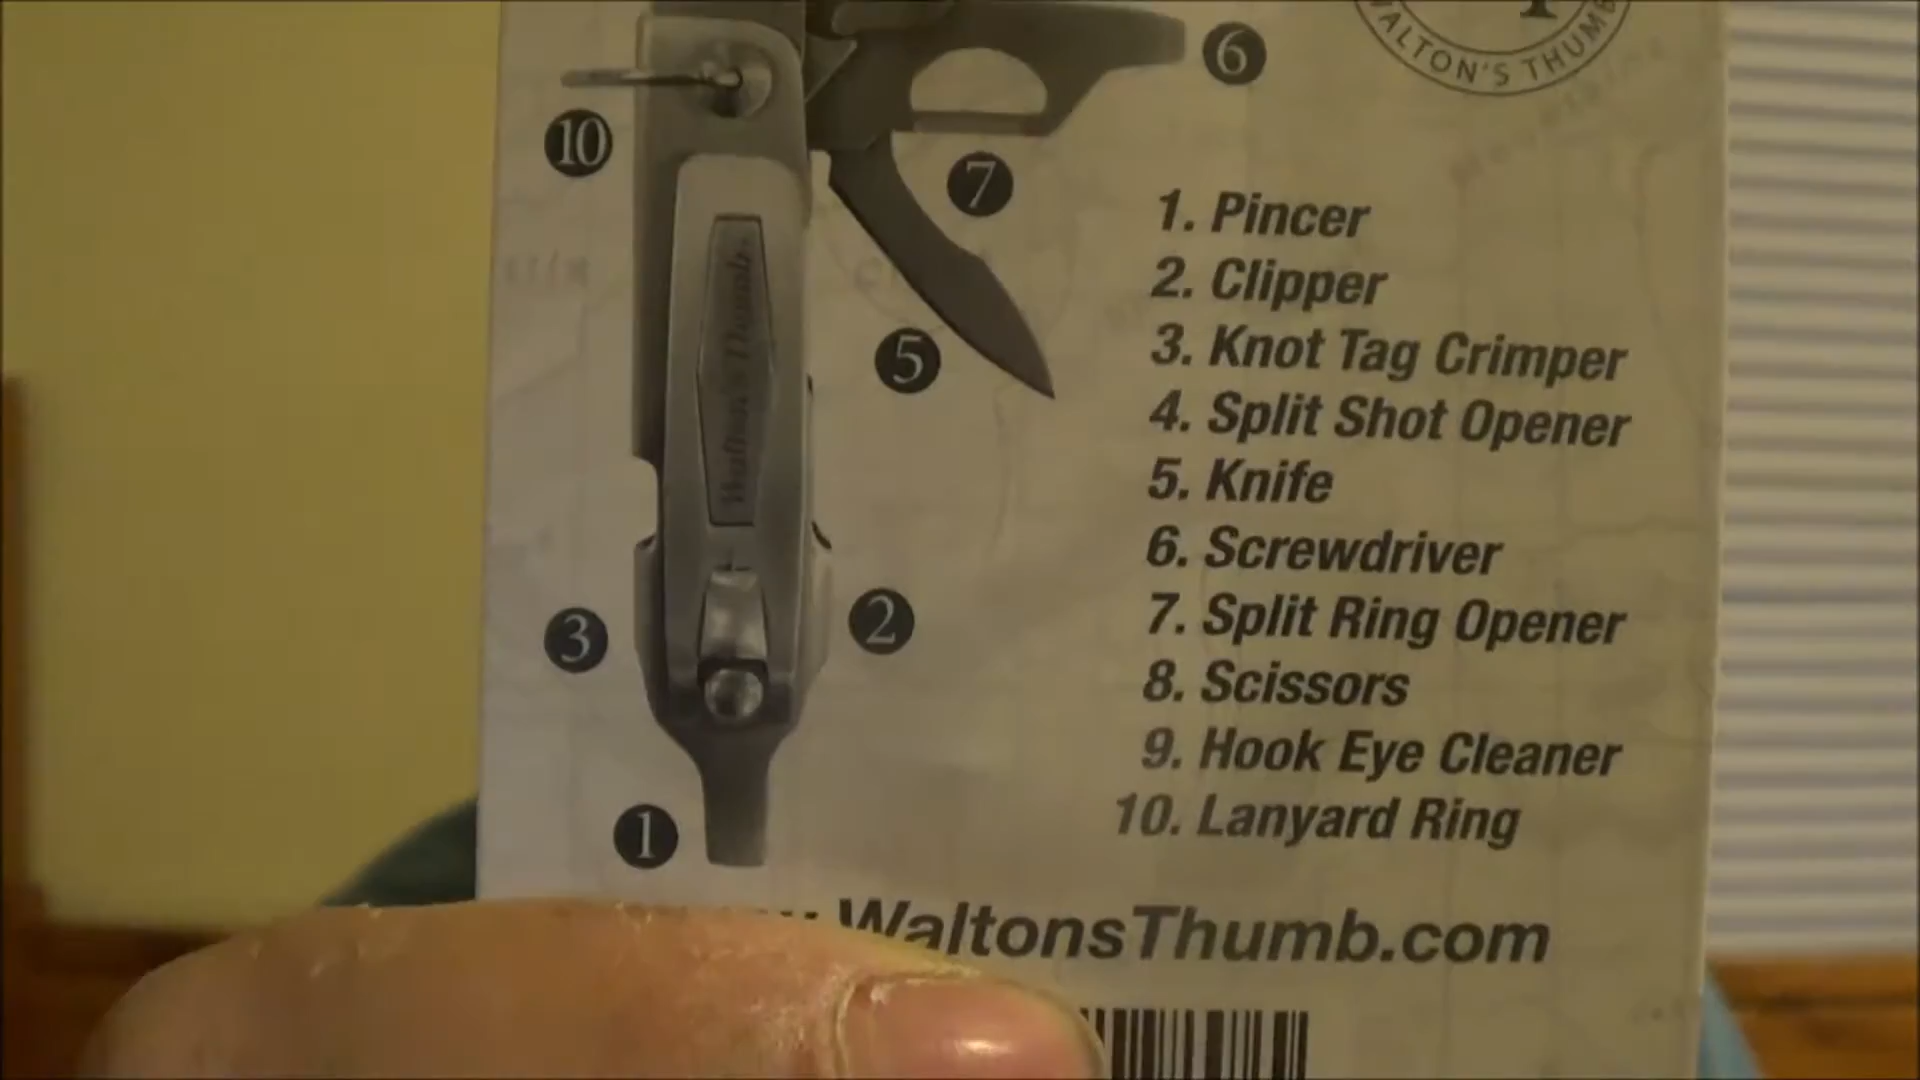 WALTON'S THUMB
6
10
7
1. Pincer
2. Clipper
3. Knot Tag Crimper
4. Split Shot Opener
5. Knife
6. Screwdriver
7. Split Ring Opener
8. Scissors
9. Hook Eye Cleaner
10. Lanyard Ring
Walton's Thumb
5
3
2
1
WaltonsThumb.com